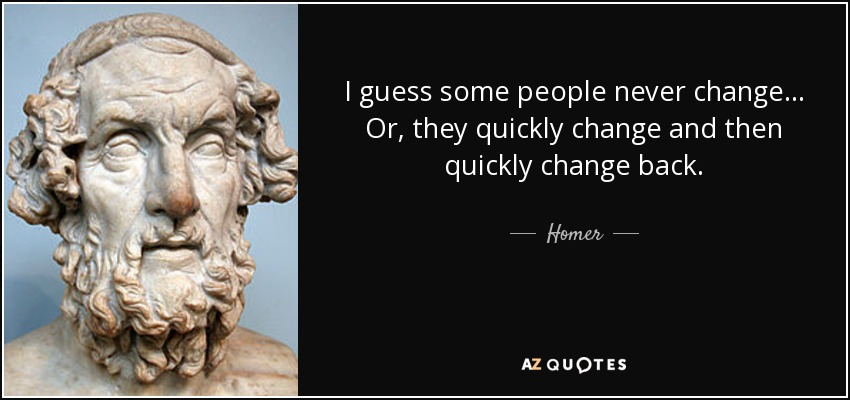 I guess some people never change...
Or, they quickly change and then
quickly change back.
Homer
AZ QUOTES